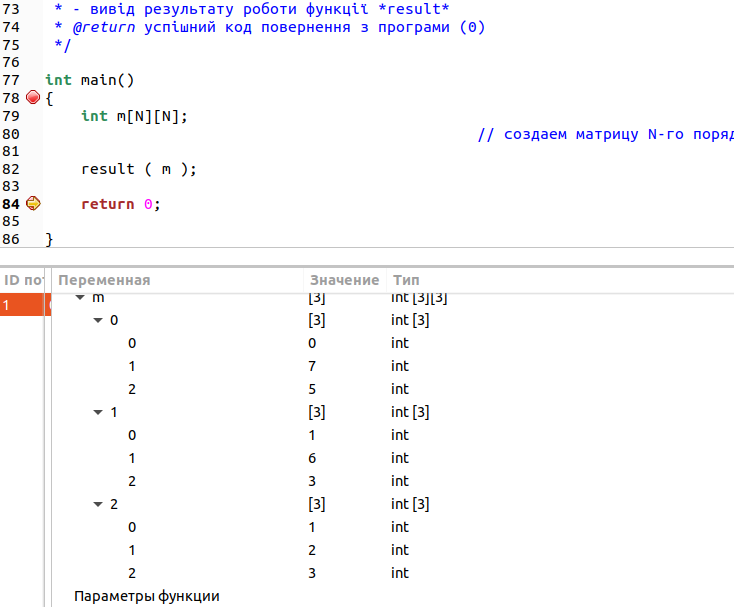 73 * - вивід результату роботи функції *result*
74 * @return успішний код повернення з програми (0)
75 */
76
77 int main()
78 {
79 int m[N][N];
80 // создаем матрицу N-го
81
82 result ( m );
83
84 return 0;
85
86 }
ID Переменная Значение Тип
1 m [3] int [3][3]
0 [3] int [3]
0 0 int
1 7 int
2 5 int
1 [3] int [3]
0 1 int
1 6 int
2 3 int
2 [3] int [3]
0 1 int
1 2 int
2 3 int
Параметры функции